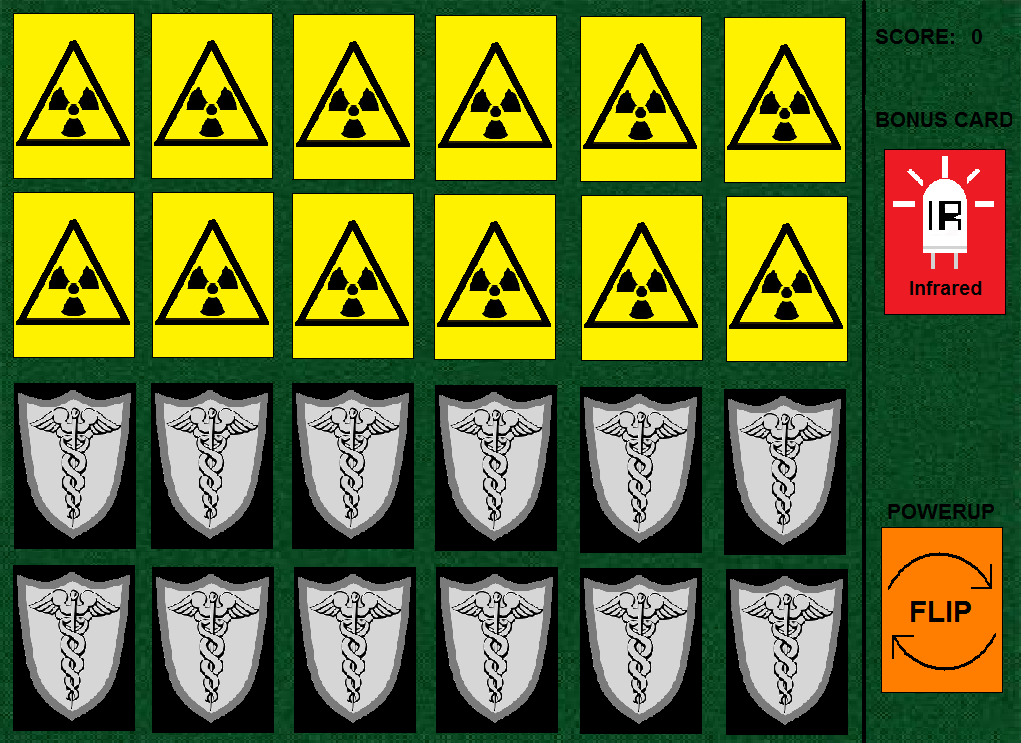 SCORE: 0
BONUS CARD
IR
Infrared
POWERUP
FLIP